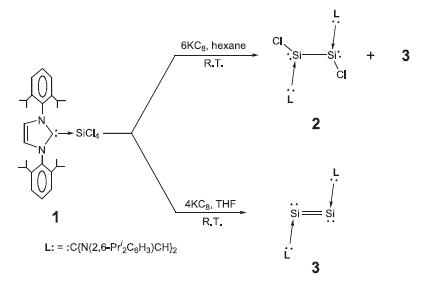 L
6KC₈, hexane
R.T.
Cl
:Si
Si:
Cl
L
+ 3
2
N
N
:
SiCl₄
1
4KC₈, THF
R.T.
L
Si
Si
L
3
L: = :C{N(2,6-Prⁱ₂C₆H₃)CH}₂